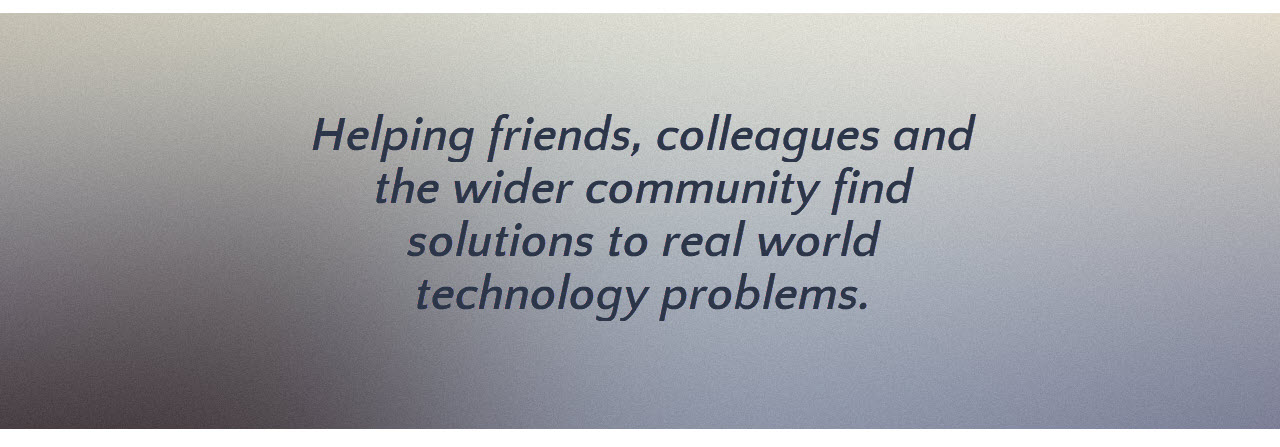 Helping friends, colleagues and
the wider community find
solutions to real world
technology problems.